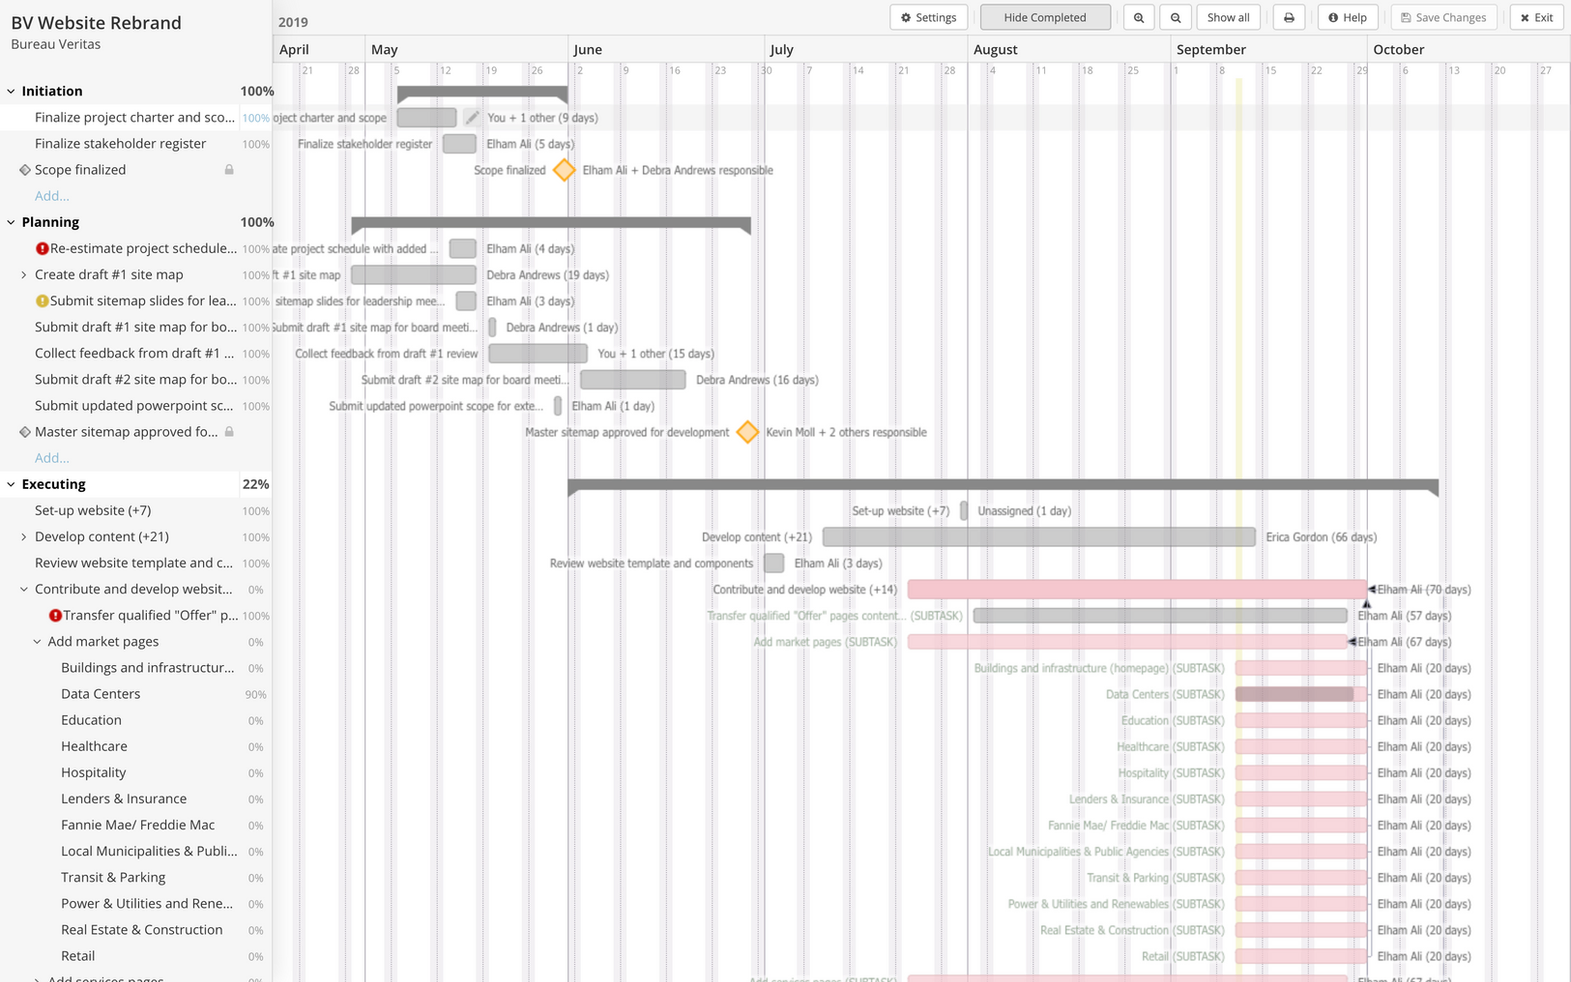 BV Website Rebrand
Bureau Veritas
2019
Settings
Hide Completed
Show all
Help
Save Changes
Exit
April May June July August September October
21 28 5 12 19 26 2 9 16 23 30 7 14 21 28 4 11 18 25 1 8 15 22 29 6 13 20 27
Initiation 100%
Finalize project charter and sco... 100% oject charter and scope You + 1 other (9 days)
Finalize stakeholder register 100% Finalize stakeholder register Elham Ali (5 days)
Scope finalized Scope finalized Elham Ali + Debra Andrews responsible
Add...
Planning 100%
Re-estimate project schedule... 100% ate project schedule with added ... Elham Ali (4 days)
Create draft #1 site map 100% ft #1 site map Debra Andrews (19 days)
Submit sitemap slides for lea... 100% sitemap slides for leadership mee... Elham Ali (3 days)
Submit draft #1 site map for bo... 100% Submit draft #1 site map for board meeti... Debra Andrews (1 day)
Collect feedback from draft #1 ... 100% Collect feedback from draft #1 review You + 1 other (15 days)
Submit draft #2 site map for bo... 100% Submit draft #2 site map for board meeti... Debra Andrews (16 days)
Submit updated powerpoint sc... 100% Submit updated powerpoint scope for exte... Elham Ali (1 day)
Master sitemap approved fo... Master sitemap approved for development Kevin Moll + 2 others responsible
Add...
Executing 22%
Set-up website (+7) 100% Set-up website (+7) Unassigned (1 day)
Develop content (+21) 100% Develop content (+21) Erica Gordon (66 days)
Review website template and c... 100% Review website template and components Elham Ali (3 days)
Contribute and develop websit... 0% Contribute and develop website (+14) Elham Ali (70 days)
Transfer qualified "Offer" p... 100% Transfer qualified "Offer" pages content... (SUBTASK) Elham Ali (57 days)
Add market pages 0% Add market pages (SUBTASK) Elham Ali (67 days)
Buildings and infrastructur... 0% Buildings and infrastructure (homepage) (SUBTASK) Elham Ali (20 days)
Data Centers 90% Data Centers (SUBTASK) Elham Ali (20 days)
Education 0% Education (SUBTASK) Elham Ali (20 days)
Healthcare 0% Healthcare (SUBTASK) Elham Ali (20 days)
Hospitality 0% Hospitality (SUBTASK) Elham Ali (20 days)
Lenders & Insurance 0% Lenders & Insurance (SUBTASK) Elham Ali (20 days)
Fannie Mae/ Freddie Mac 0% Fannie Mae/ Freddie Mac (SUBTASK) Elham Ali (20 days)
Local Municipalities & Publi... 0% Local Municipalities & Public Agencies (SUBTASK) Elham Ali (20 days)
Transit & Parking 0% Transit & Parking (SUBTASK) Elham Ali (20 days)
Power & Utilities and Rene... 0% Power & Utilities and Renewables (SUBTASK) Elham Ali (20 days)
Real Estate & Construction 0% Real Estate & Construction (SUBTASK) Elham Ali (20 days)
Retail 0% Retail (SUBTASK) Elham Ali (20 days)
Add services pages Add services pages (SUBTASK) Elham Ali (67 days)